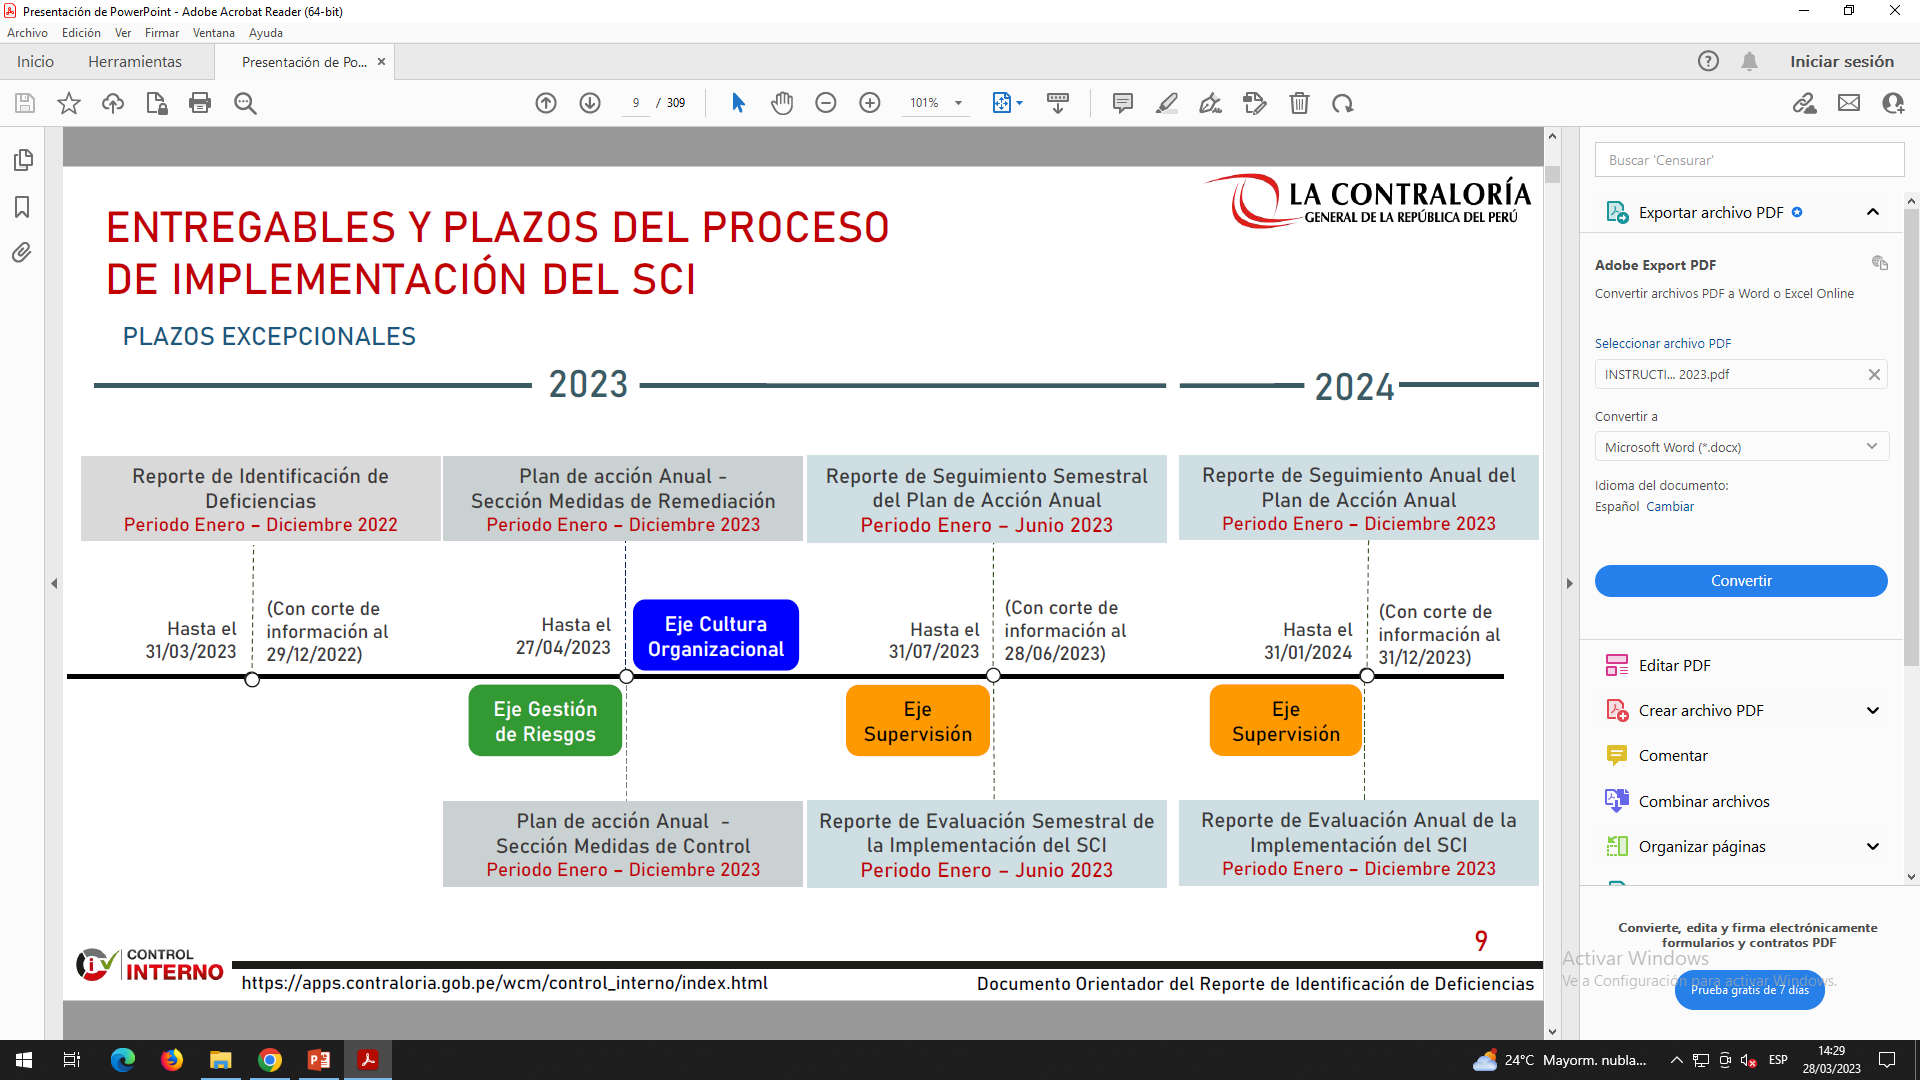 Presentación de PowerPoint - Adobe Acrobat Reader (64-bit)
Archivo Edición Ver Firmar Ventana Ayuda
Inicio Herramientas Presentación de Po... ×
Iniciar sesión
9 / 309 101%
ENTREGABLES Y PLAZOS DEL PROCESO
DE IMPLEMENTACIÓN DEL SCI
LA CONTRALORÍA
GENERAL DE LA REPÚBLICA DEL PERÚ
PLAZOS EXCEPCIONALES
2023
2024
Reporte de Identificación de
Deficiencias
Periodo Enero – Diciembre 2022
Plan de acción Anual -
Sección Medidas de Remediación
Periodo Enero – Diciembre 2023
Reporte de Seguimiento Semestral
del Plan de Acción Anual
Periodo Enero – Junio 2023
Reporte de Seguimiento Anual del
Plan de Acción Anual
Periodo Enero – Diciembre 2023
Hasta el
31/03/2023
(Con corte de
información al
29/12/2022)
Hasta el
27/04/2023
Eje Cultura
Organizacional
Hasta el
31/07/2023
(Con corte de
información al
28/06/2023)
Hasta el
31/01/2024
(Con corte de
información al
31/12/2023)
Eje Gestión
de Riesgos
Eje
Supervisión
Eje
Supervisión
Plan de acción Anual -
Sección Medidas de Control
Periodo Enero – Diciembre 2023
Reporte de Evaluación Semestral de
la Implementación del SCI
Periodo Enero – Junio 2023
Reporte de Evaluación Anual de la
Implementación del SCI
Periodo Enero – Diciembre 2023
9
CONTROL
INTERNO
https://apps.contraloria.gob.pe/wcm/control_interno/index.html
Documento Orientador del Reporte de Identificación de Deficiencias
Buscar 'Censurar'
Exportar archivo PDF
Adobe Export PDF
Convertir archivos PDF a Word o Excel Online
Seleccionar archivo PDF
INSTRUCTI... 2023.pdf
Convertir a
Microsoft Word (*.docx)
Idioma del documento:
Español Cambiar
Convertir
Editar PDF
Crear archivo PDF
Comentar
Combinar archivos
Organizar páginas
Convierte, edita y firma electrónicamente
formularios y contratos PDF
Activar Windows
Ve a Configuración para activar Windows.
Prueba gratis de 7 días
24°C Mayorm. nubla...
ESP
14:29
28/03/2023